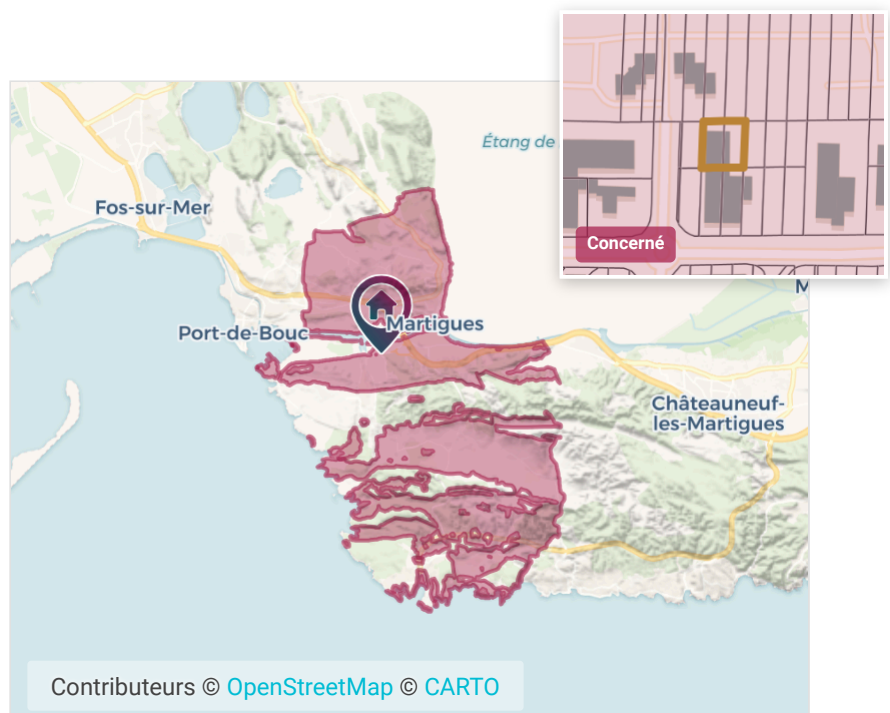 Étang de
Concerné
Fos-sur-Mer
M
Port-de-Bouc
Martigues
Châteauneuf-
les-Martigues
Contributeurs © OpenStreetMap © CARTO